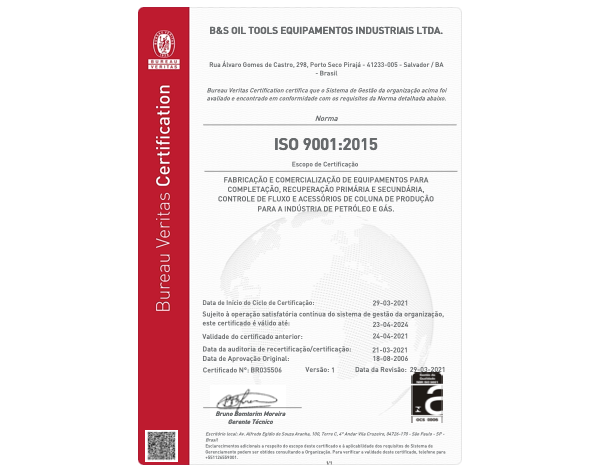 B&S OIL TOOLS EQUIPAMENTOS INDUSTRIAIS LTDA.
BUREAU
VERITAS
Rua Álvaro Gomes de Castro, 298, Porto Seco Pirajá - 41233-005 - Salvador / BA
- Brasil
Bureau Veritas Certification certifica que o Sistema de Gestão da organização acima foi
avaliado e encontrado em conformidade com os requisitos da Norma detalhada abaixo.
Bureau Veritas Certification
Norma
ISO 9001:2015
Escopo de Certificação
FABRICAÇÃO E COMERCIALIZAÇÃO DE EQUIPAMENTOS PARA
COMPLETAÇÃO, RECUPERAÇÃO PRIMÁRIA E SECUNDÁRIA,
CONTROLE DE FLUXO E ACESSÓRIOS DE COLUNA DE PRODUÇÃO
PARA A INDÚSTRIA DE PETRÓLEO E GÁS.
Data de Início do Ciclo de Certificação: 29-03-2021
Sujeito à operação satisfatória contínua do sistema de gestão da organização,
este certificado é válido até: 23-04-2024
Validade do certificado anterior: 24-04-2021
Data da auditoria de recertificação/certificação: 21-03-2021
Data de Aprovação Original: 18-08-2006
Certificado Nº: BR035506 Versão: 1 Data da Revisão: 29-03-2021
Bruno Bomtorim Moreira
Gerente Técnico
OCS 0008
Escritório local: Av. Alfredo Egídio de Souza Aranha, 100, Torre C, 4º Andar Vila Cruzeiro, 04726-170 - São Paulo - SP -
Brasil
Esclarecimentos adicionais a respeito do escopo deste certificado e à aplicabilidade dos requisitos do Sistema de
Gerenciamento podem ser obtidos consultando a Organização. Para verificar a validade deste certificado, telefone para
+551126559001.
1/1